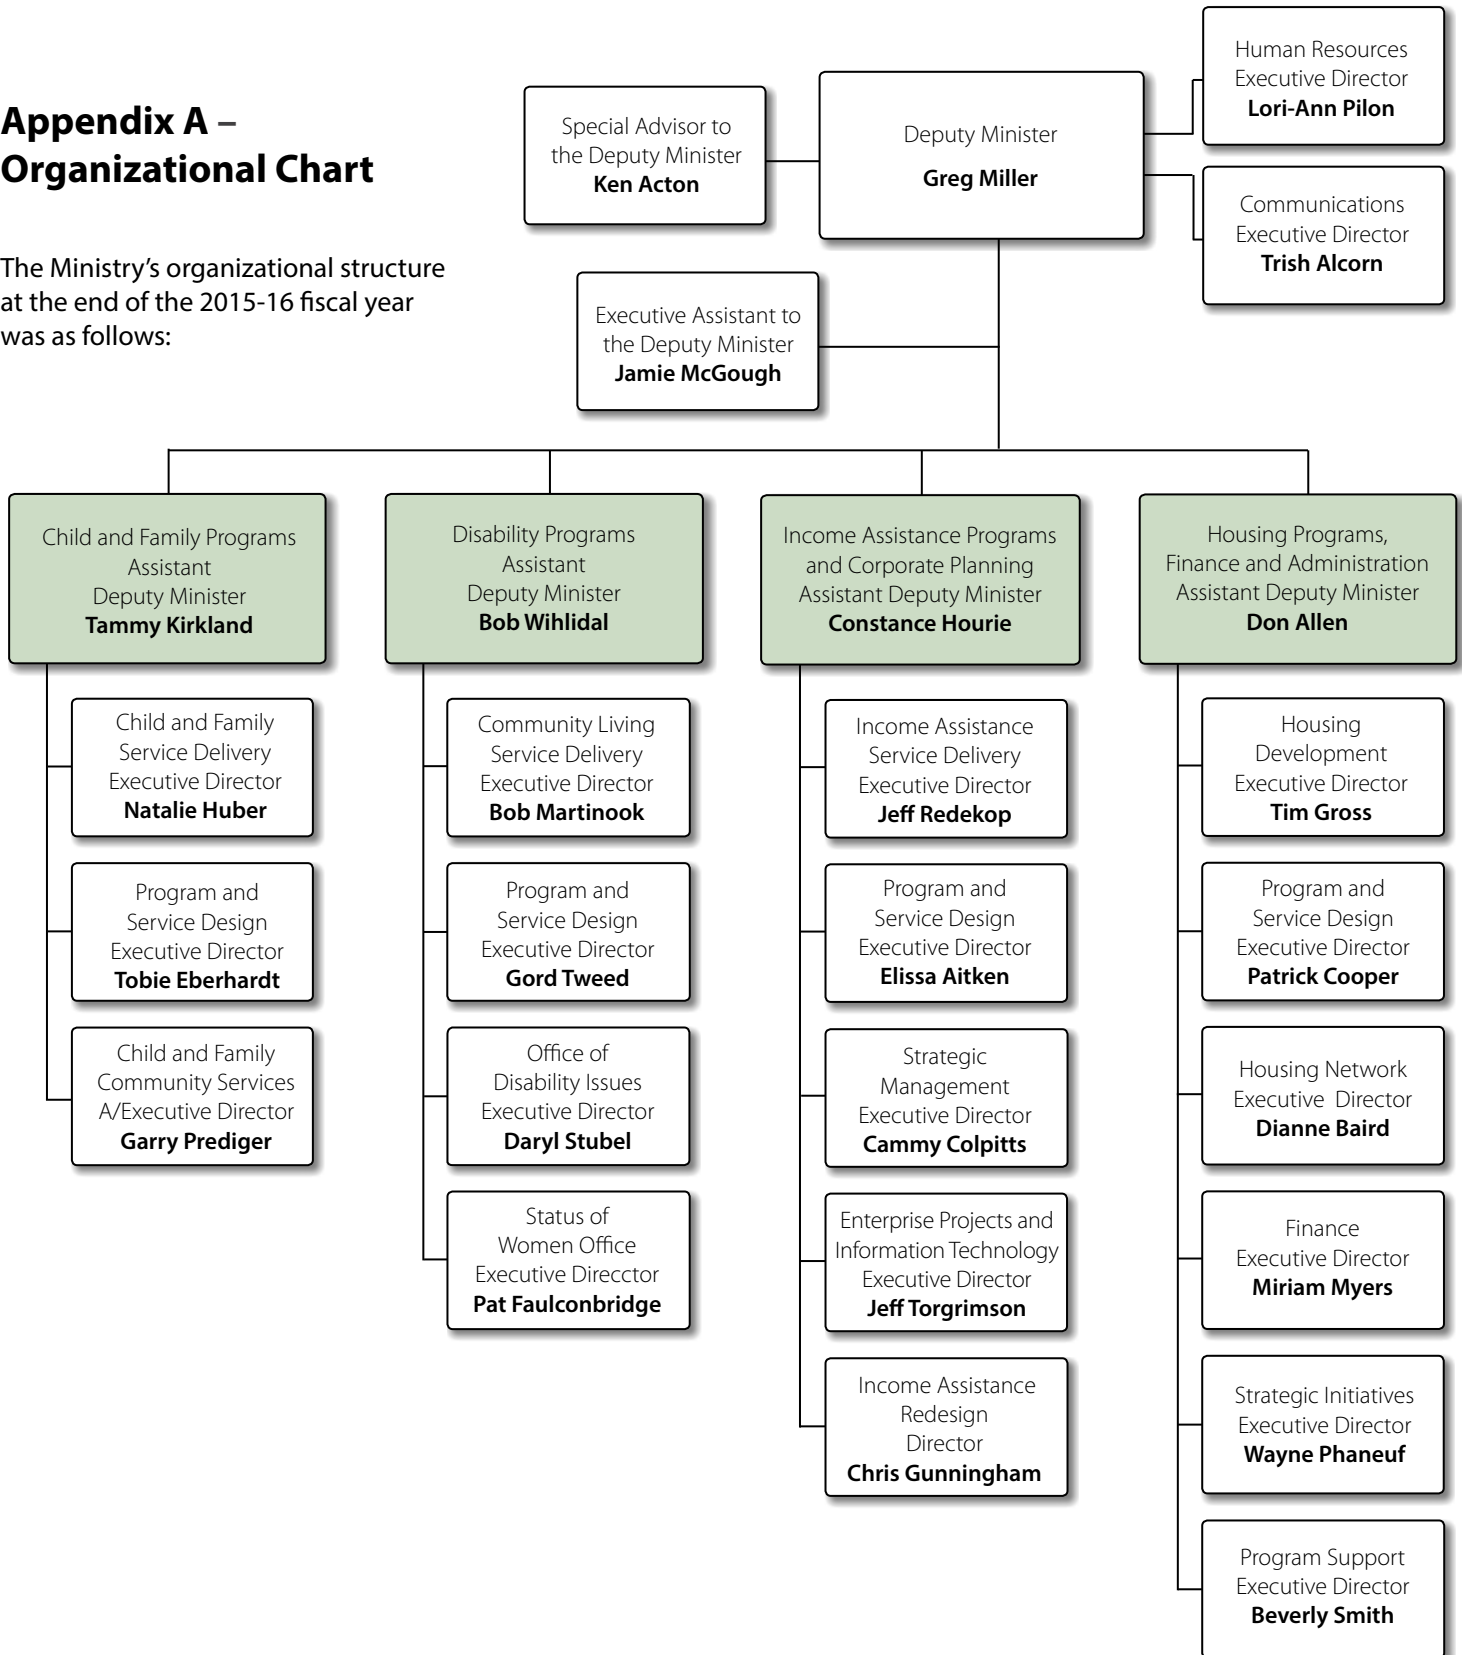 Appendix A –
Organizational Chart
The Ministry's organizational structure
at the end of the 2015-16 fiscal year
was as follows:
Special Advisor to
the Deputy Minister
Ken Acton
Deputy Minister
Greg Miller
Human Resources
Executive Director
Lori-Ann Pilon
Communications
Executive Director
Trish Alcorn
Executive Assistant to
the Deputy Minister
Jamie McGough
Child and Family Programs
Assistant
Deputy Minister
Tammy Kirkland
Child and Family
Service Delivery
Executive Director
Natalie Huber
Program and
Service Design
Executive Director
Tobie Eberhardt
Child and Family
Community Services
A/Executive Director
Garry Prediger
Disability Programs
Assistant
Deputy Minister
Bob Wihlidal
Community Living
Service Delivery
Executive Director
Bob Martinook
Program and
Service Design
Executive Director
Gord Tweed
Office of
Disability Issues
Executive Director
Daryl Stubel
Status of
Women Office
Executive Direcctor
Pat Faulconbridge
Income Assistance Programs
and Corporate Planning
Assistant Deputy Minister
Constance Hourie
Income Assistance
Service Delivery
Executive Director
Jeff Redekop
Program and
Service Design
Executive Director
Elissa Aitken
Strategic
Management
Executive Director
Cammy Colpitts
Enterprise Projects and
Information Technology
Executive Director
Jeff Torgrimson
Income Assistance
Redesign
Director
Chris Gunningham
Housing Programs,
Finance and Administration
Assistant Deputy Minister
Don Allen
Housing
Development
Executive Director
Tim Gross
Program and
Service Design
Executive Director
Patrick Cooper
Housing Network
Executive Director
Dianne Baird
Finance
Executive Director
Miriam Myers
Strategic Initiatives
Executive Director
Wayne Phaneuf
Program Support
Executive Director
Beverly Smith